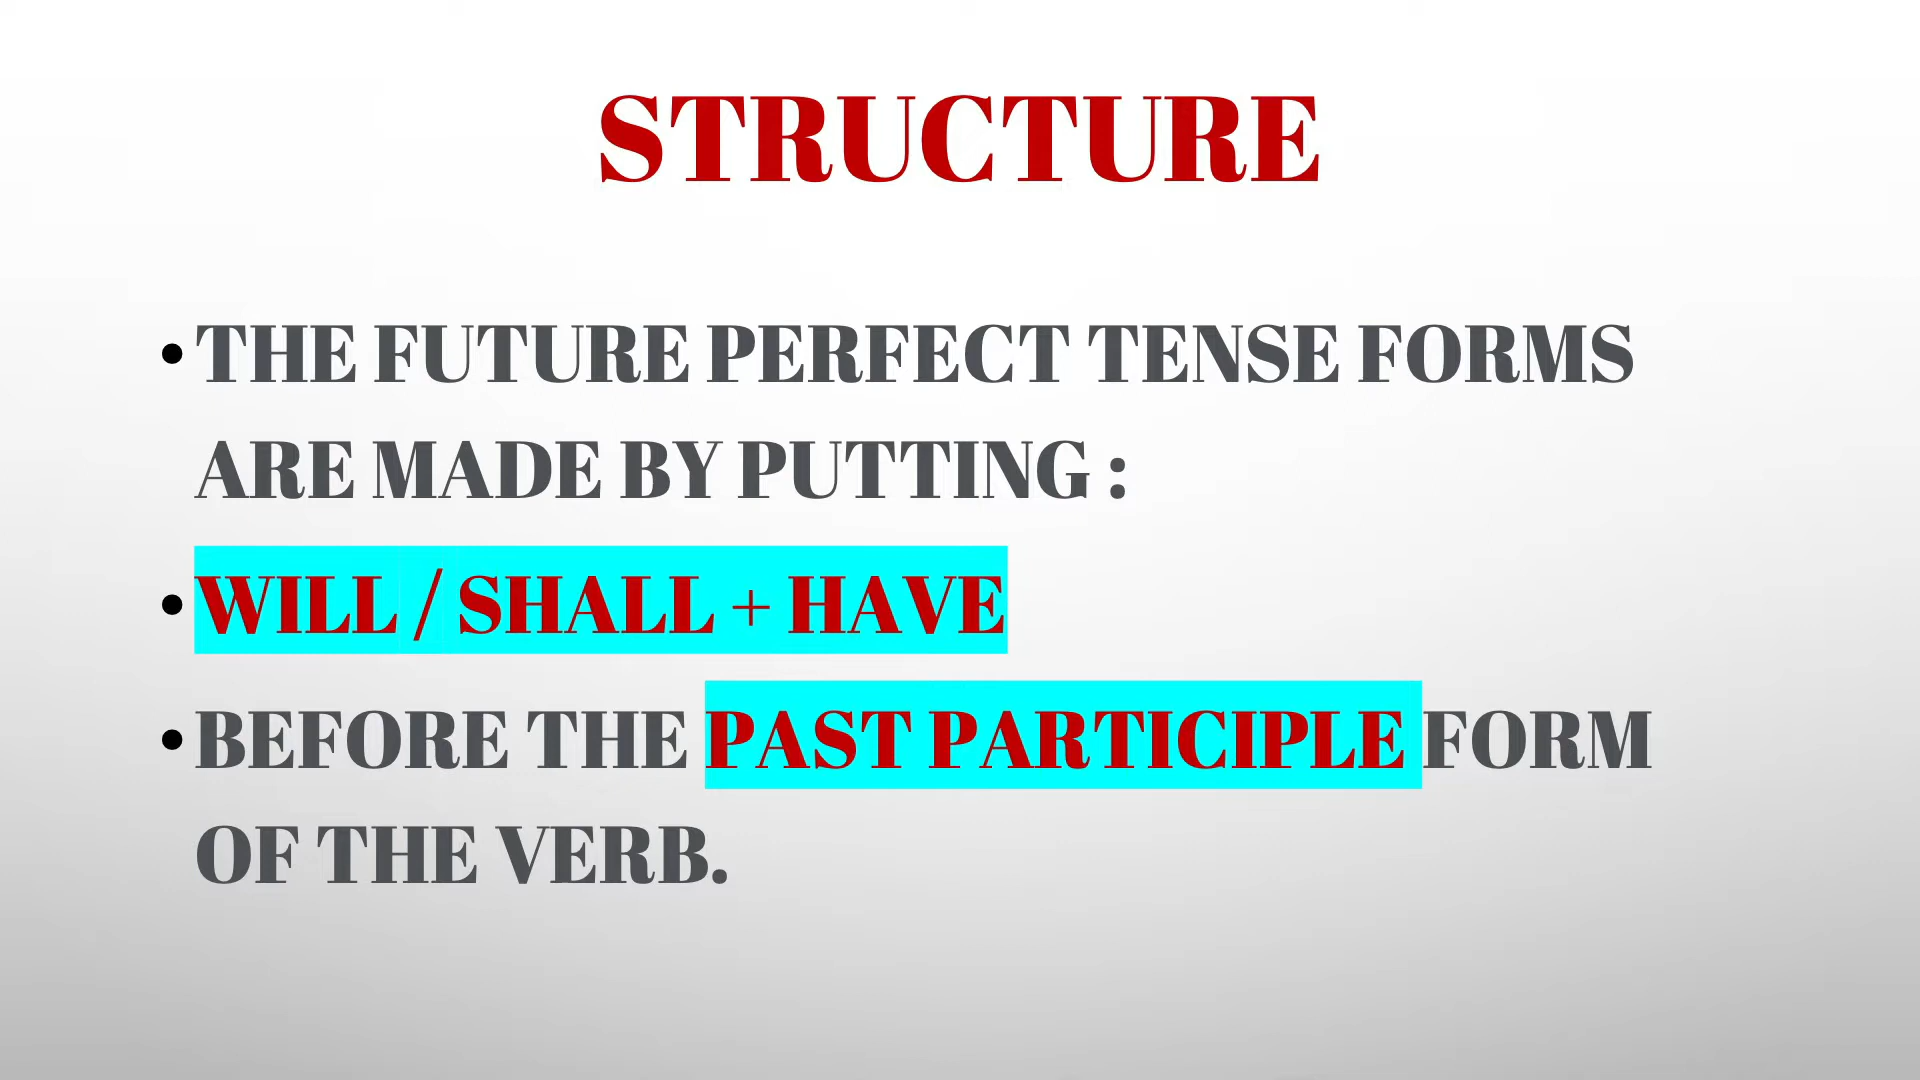 STRUCTURE
• THE FUTURE PERFECT TENSE FORMS
ARE MADE BY PUTTING :
• WILL / SHALL + HAVE
• BEFORE THE PAST PARTICIPLE FORM
OF THE VERB.